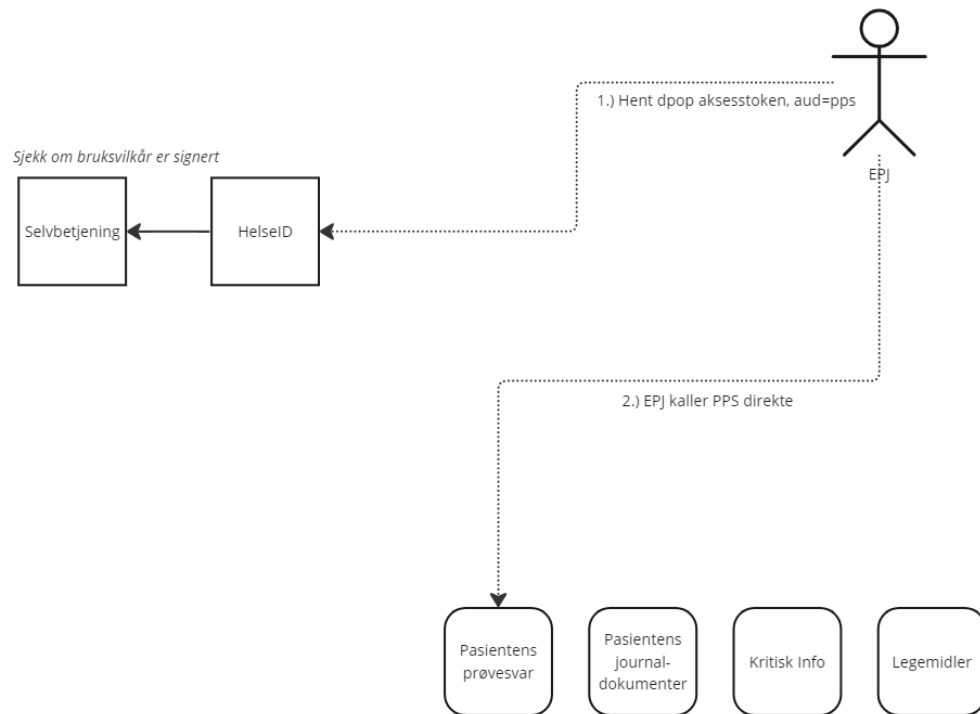 1.) Hent dpop aksesstoken, aud=pps
EPJ
Sjekk om bruksvilkår er signert
Selvbetjening
HelseID
2.) EPJ kaller PPS direkte
Pasientens
prøvesvar
Pasientens
journal-
dokumenter
Kritisk Info
Legemidler